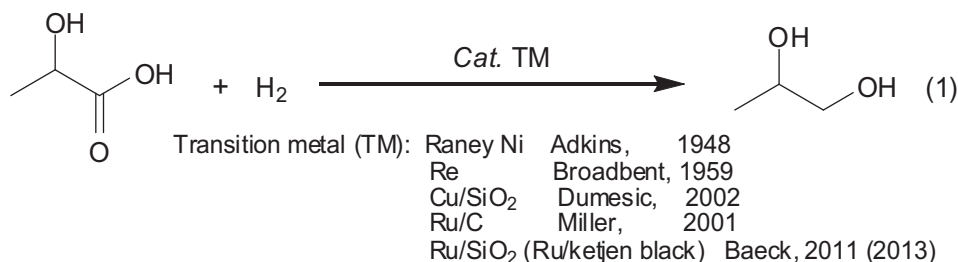 OH
OH
O
+ H2
Cat. TM
OH
OH
(1)
Transition metal (TM): Raney Ni Adkins, 1948
Re Broadbent, 1959
Cu/SiO2 Dumesic, 2002
Ru/C Miller, 2001
Ru/SiO2 (Ru/ketjen black) Baeck, 2011 (2013)